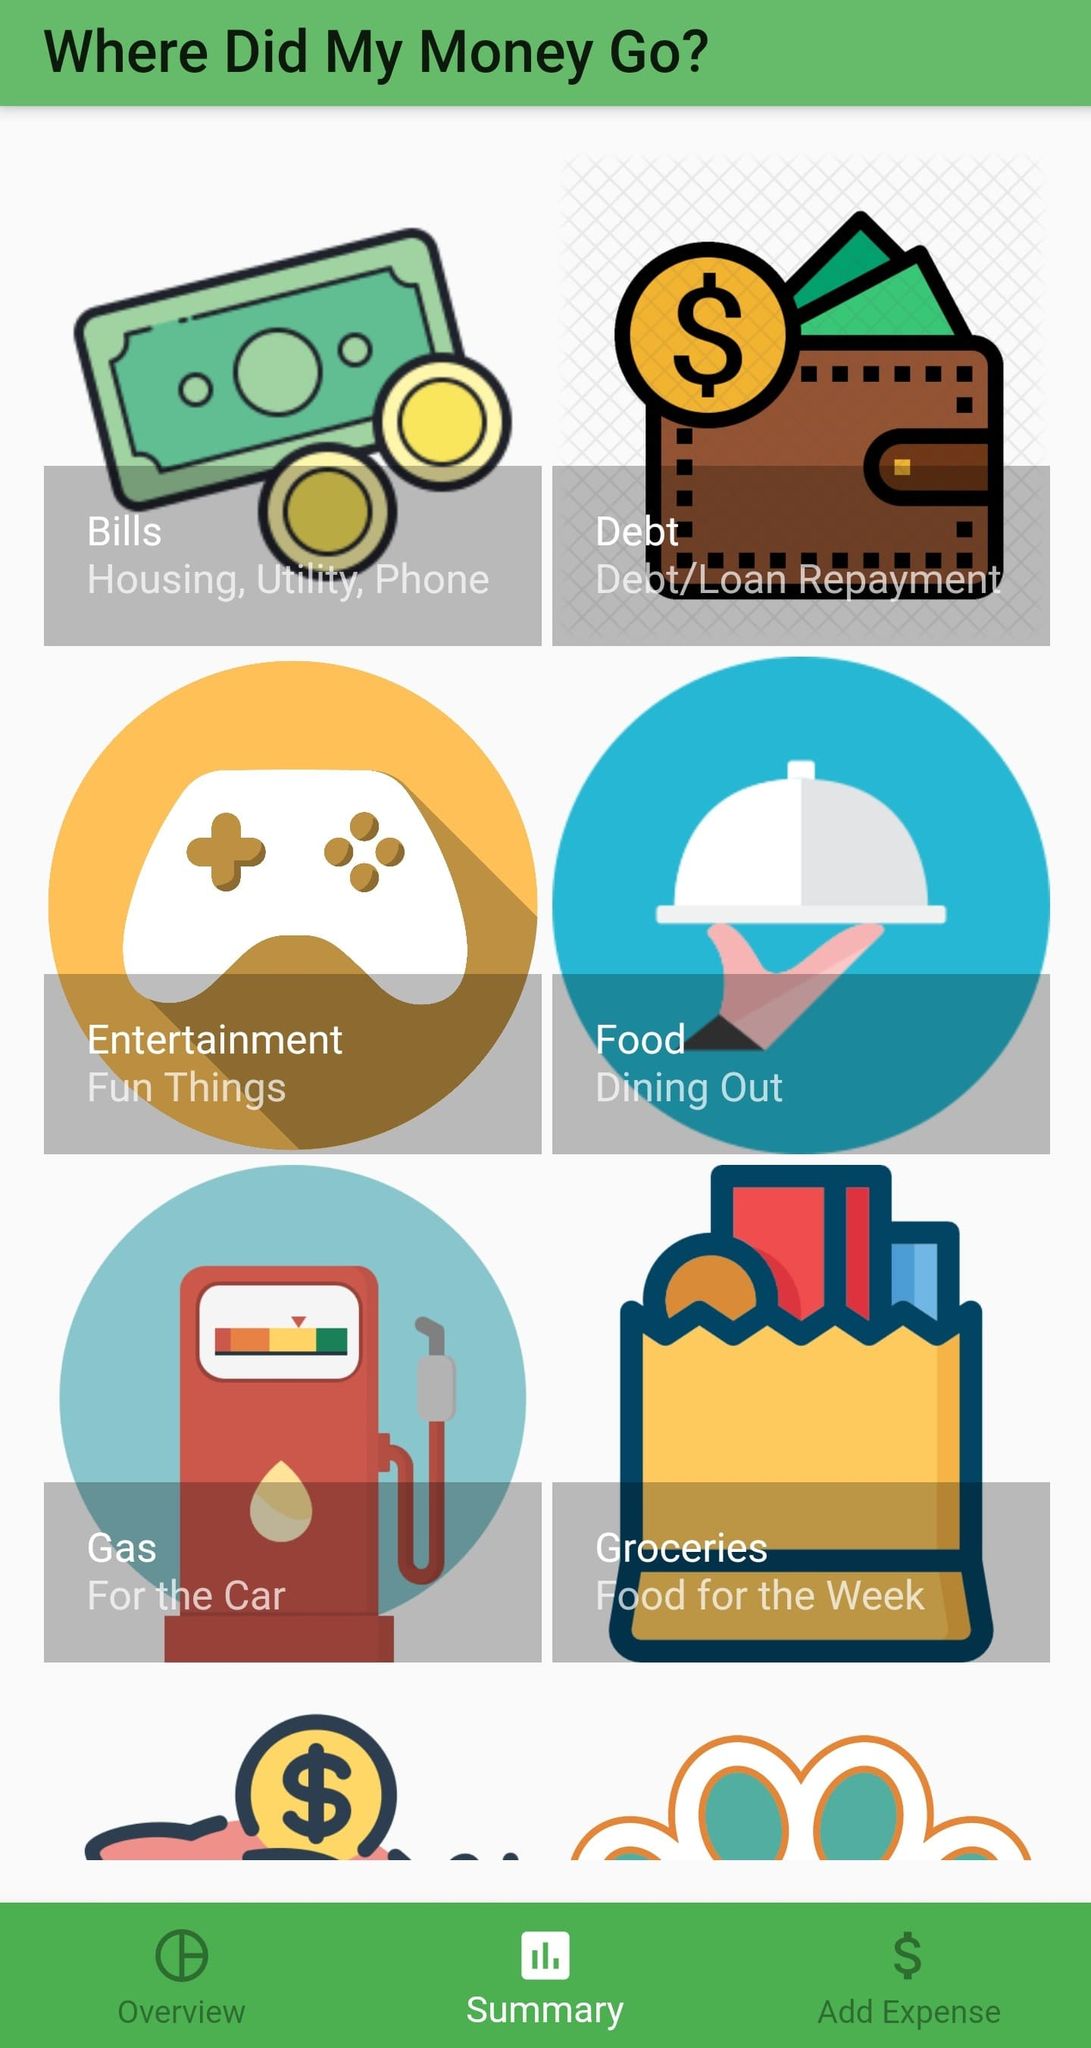 Where Did My Money Go?
$
Bills
Housing, Utility, Phone
Debt
Debt/Loan Repayment
Entertainment
Fun Things
Food
Dining Out
Gas
For the Car
Groceries
Food for the Week
$
$
Overview
Summary
Add Expense